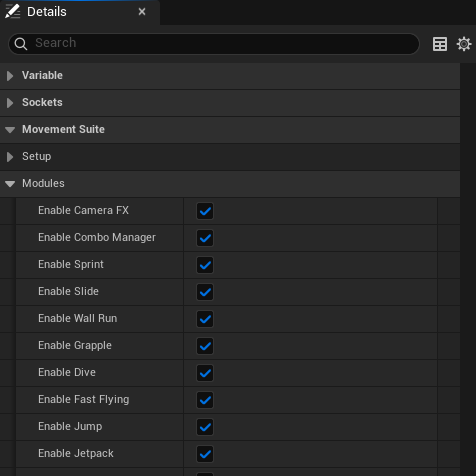 Details
Search
Variable
Sockets
Movement Suite
Setup
Modules
Enable Camera FX
Enable Combo Manager
Enable Sprint
Enable Slide
Enable Wall Run
Enable Grapple
Enable Dive
Enable Fast Flying
Enable Jump
Enable Jetpack